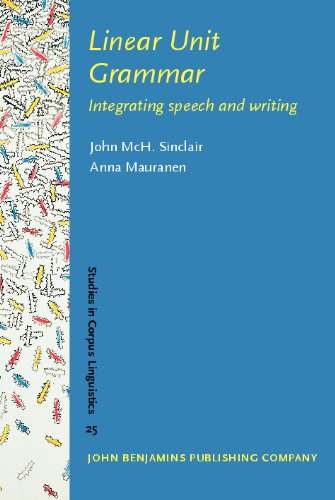 Linear Unit
Grammar
Integrating speech and writing
John McH. Sinclair
Anna Mauranen
Studies in Corpus Linguistics
25
JOHN BENJAMINS PUBLISHING COMPANY